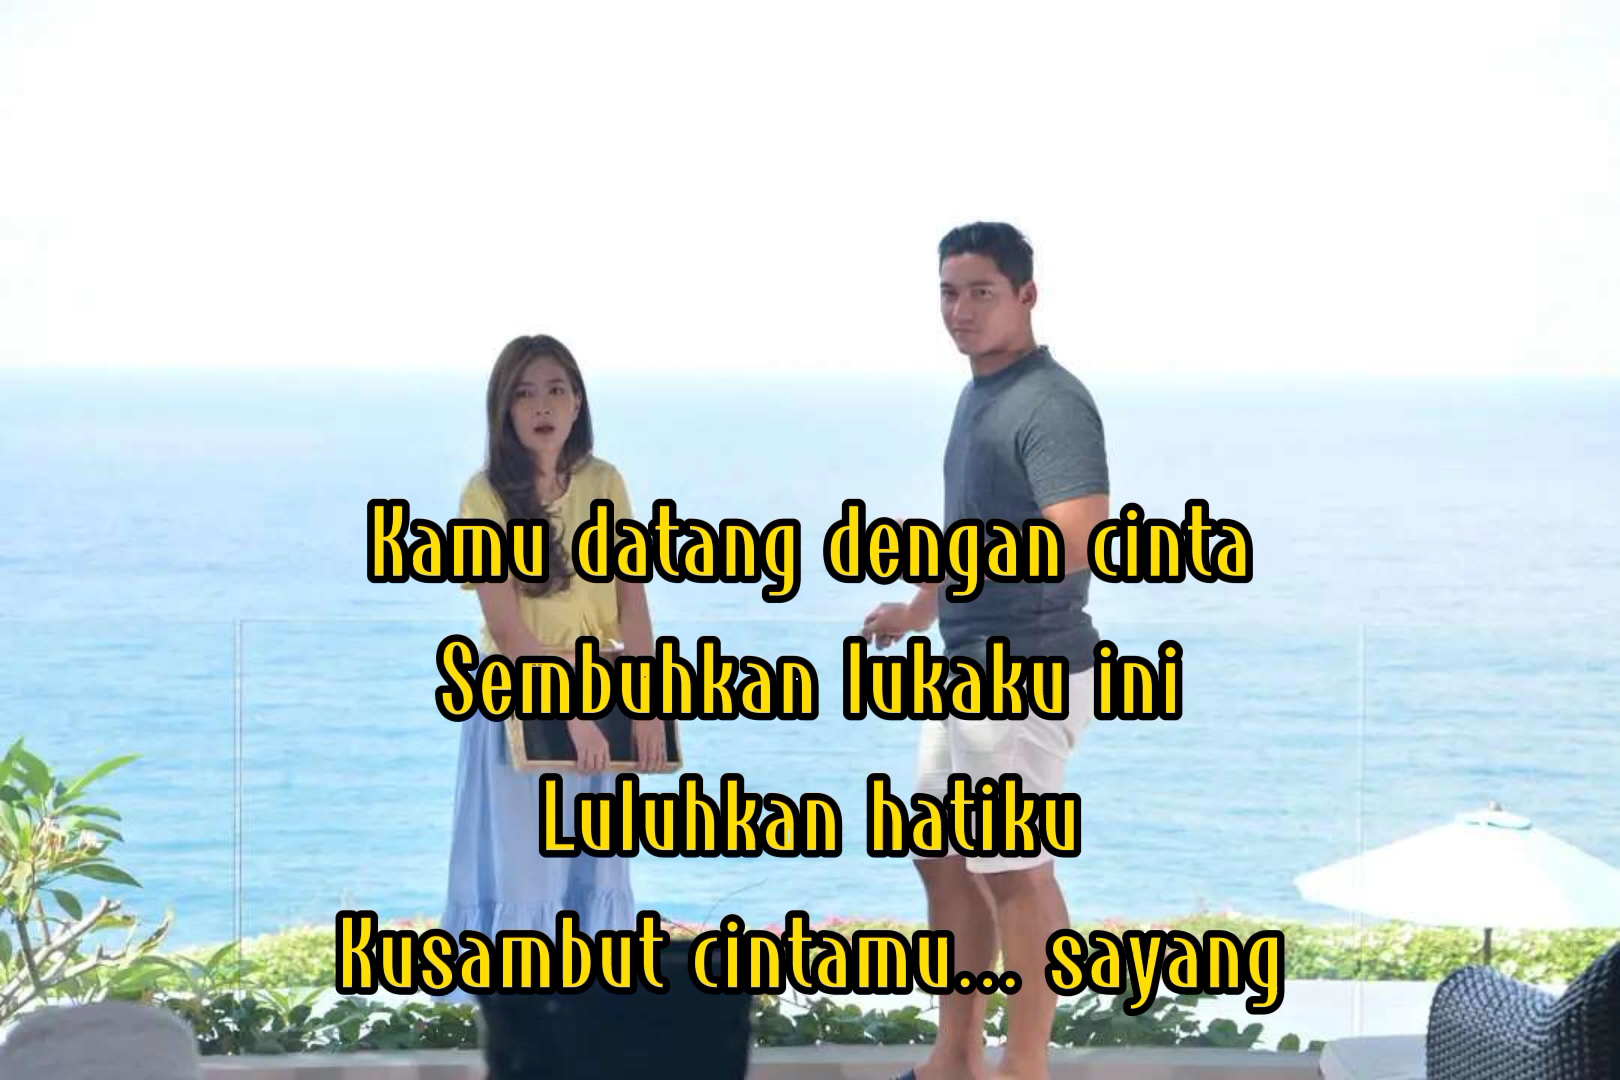 Kamu datang dengan cinta
Sembuhkan lukaku ini
Luluhkan hatiku
Kusambut cintamu... sayang